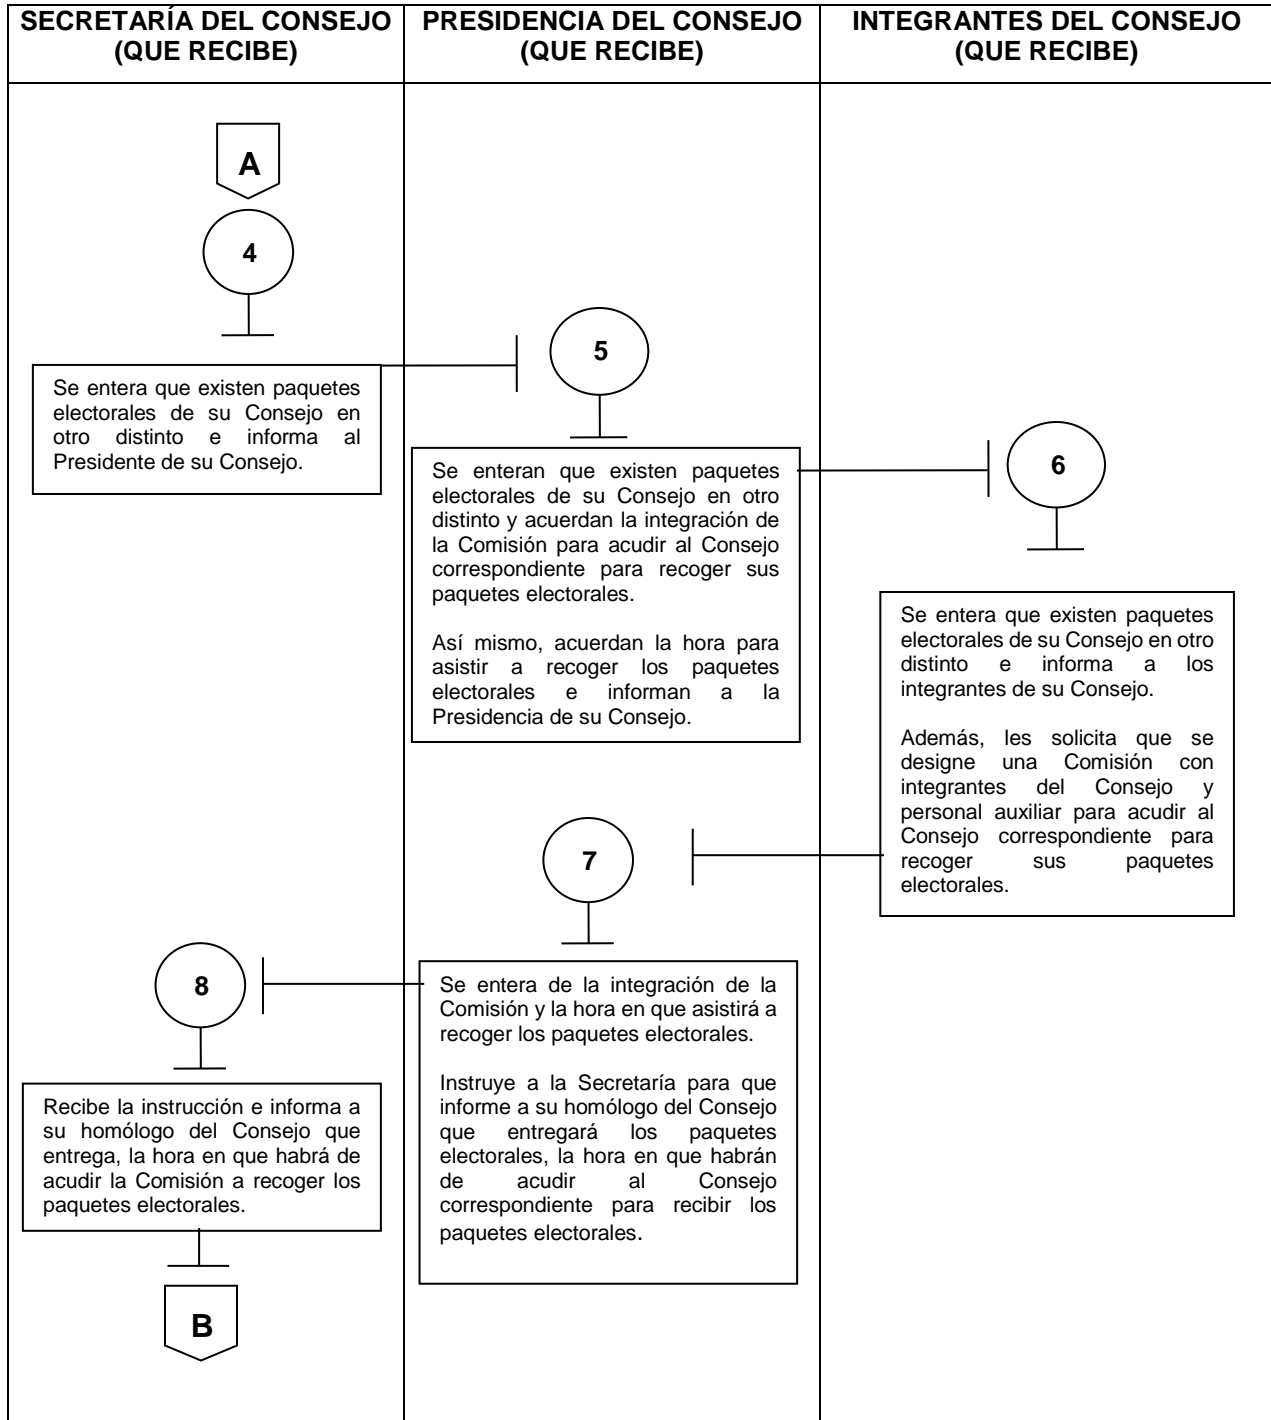 SECRETARÍA DEL CONSEJO
(QUE RECIBE)
PRESIDENCIA DEL CONSEJO
(QUE RECIBE)
INTEGRANTES DEL CONSEJO
(QUE RECIBE)
A
4
Se entera que existen paquetes
electorales de su Consejo en
otro distinto e informa al
Presidente de su Consejo.
5
Se enteran que existen paquetes
electorales de su Consejo en otro
distinto y acuerdan la integración de
la Comisión para acudir al Consejo
correspondiente para recoger sus
paquetes electorales.
Así mismo, acuerdan la hora para
asistir a recoger los paquetes
electorales e informan a la
Presidencia de su Consejo.
6
Se entera que existen paquetes
electorales de su Consejo en otro
distinto e informa a los
integrantes de su Consejo.
Además, les solicita que se
designe una Comisión con
integrantes del Consejo y
personal auxiliar para acudir al
Consejo correspondiente para
recoger sus paquetes
electorales.
7
Se entera de la integración de la
Comisión y la hora en que asistirá a
recoger los paquetes electorales.
Instruye a la Secretaría para que
informe a su homólogo del Consejo
que entregará los paquetes
electorales, la hora en que habrán
de acudir al Consejo
correspondiente para recibir los
paquetes electorales.
8
Recibe la instrucción e informa a
su homólogo del Consejo que
entrega, la hora en que habrá de
acudir la Comisión a recoger los
paquetes electorales.
B